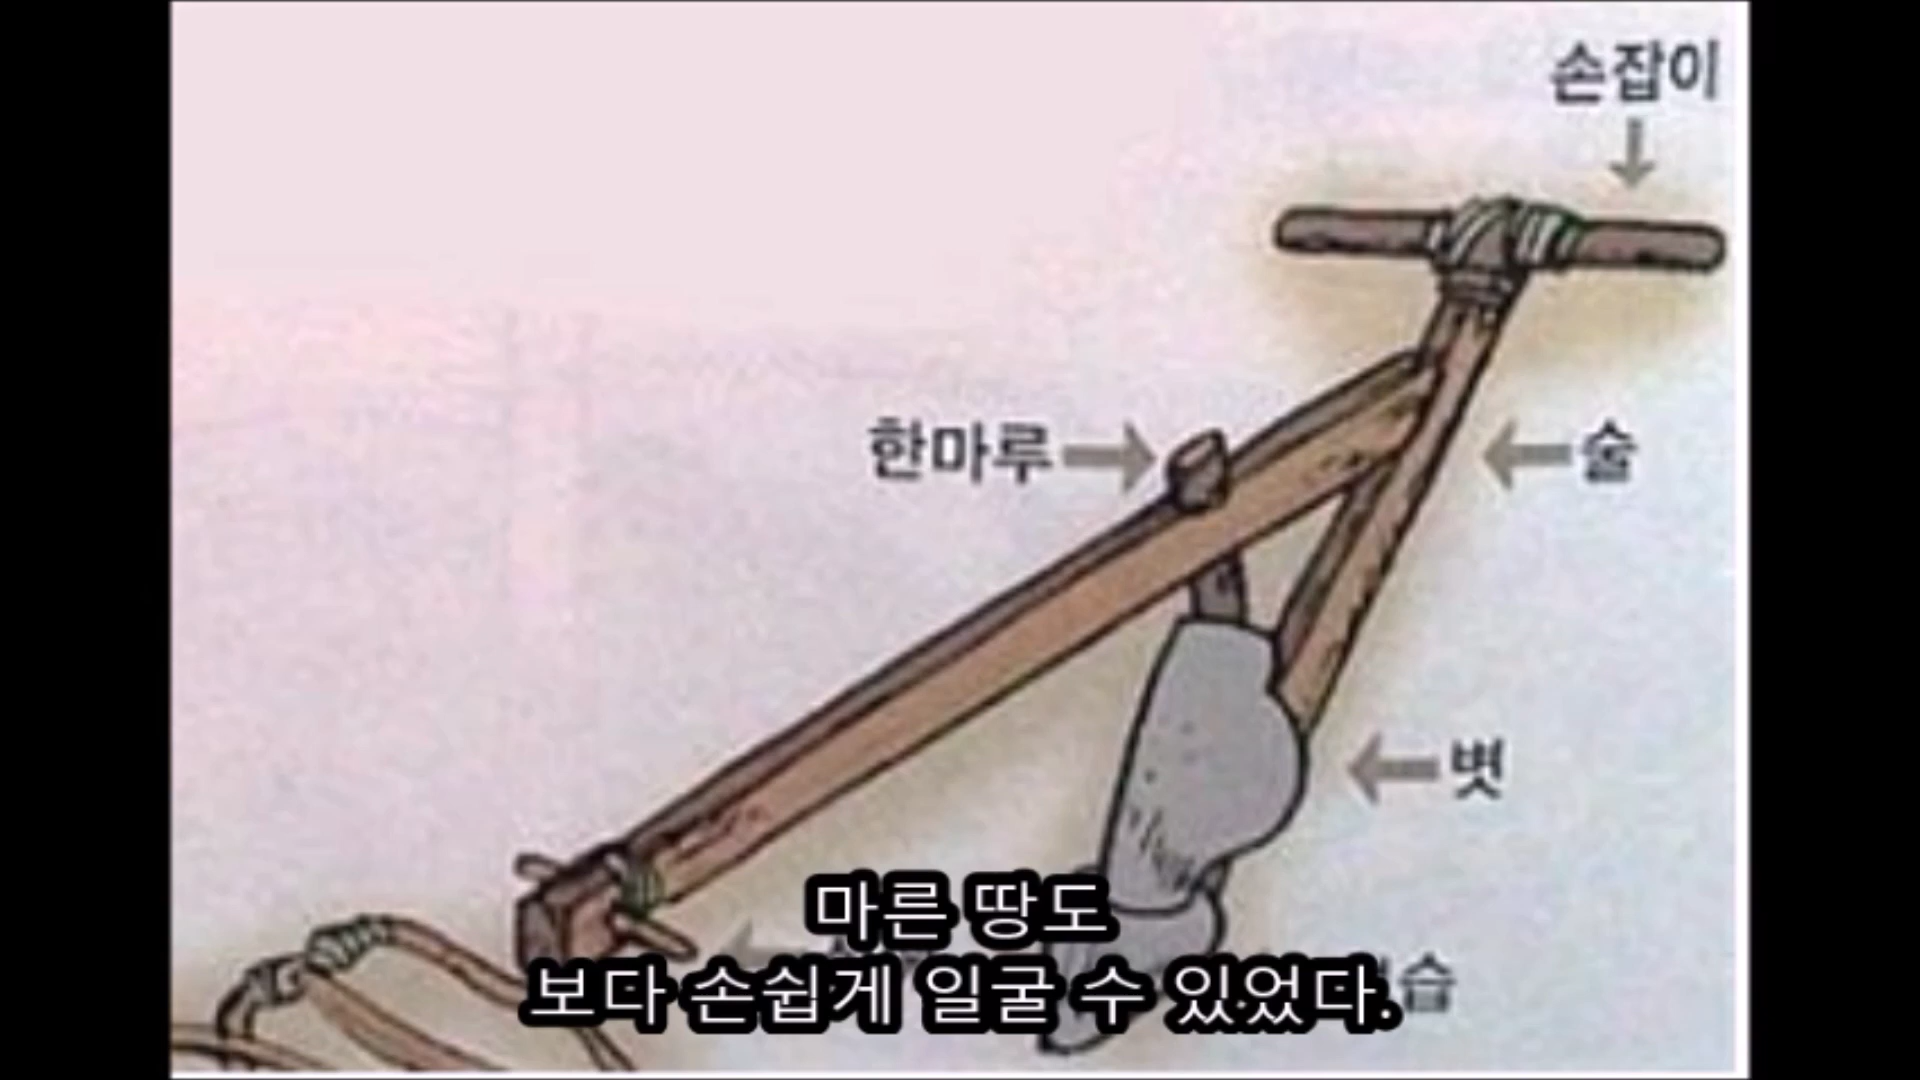 손잡이
한마루
술
볏
마른 땅도
보다 손쉽게 일굴 수 있었다.
습